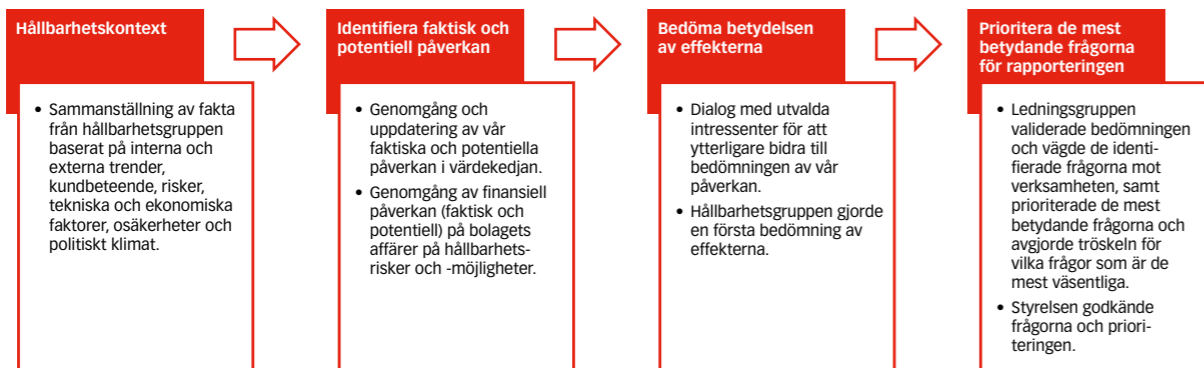 Hållbarhetskontext
• Sammanställning av fakta
från hållbarhetsgruppen
baserat på interna och
externa trender,
kundbeteende, risker,
tekniska och ekonomiska
faktorer, osäkerheter och
politiskt klimat.
Identifiera faktisk och
potentiell påverkan
• Genomgång och
uppdatering av vår
faktiska och potentiella
påverkan i värdekedjan.
• Genomgång av finansiell
påverkan (faktisk och
potentiell) på bolagets
affärer på hållbarhets-
risker och -möjligheter.
Bedöma betydelsen
av effekterna
• Dialog med utvalda
intressenter för att
ytterligare bidra till
bedömningen av vår
påverkan.
• Hållbarhetsgruppen gjorde
en första bedömning av
effekterna.
Prioritera de mest
betydande frågorna
för rapporteringen
• Ledningsgruppen
validerade bedömningen
och vägde de identi-
fierade frågorna mot
verksamheten, samt
prioriterade de mest
betydande frågorna och
avgjorde tröskeln för
vilka frågor som är de
mest väsentliga.
• Styrelsen godkände
frågorna och priori-
teringen.